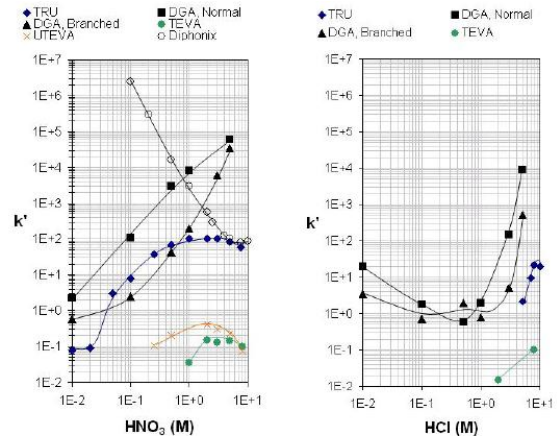 TRU DGA, Normal
DGA, Branched TEVA
UTEVA Diphonix
1E+7
1E+6
1E+5
1E+4
k'
1E+3
1E+2
1E+1
1E+0
1E-1
1E-2
1E-2 1E-1 1E+0 1E+1
HNO₃ (M)
TRU DGA, Normal
DGA, Branched TEVA
1E+7
1E+6
1E+5
1E+4
k'
1E+3
1E+2
1E+1
1E+0
1E-1
1E-2
1E-2 1E-1 1E+0 1E+1
HCl (M)